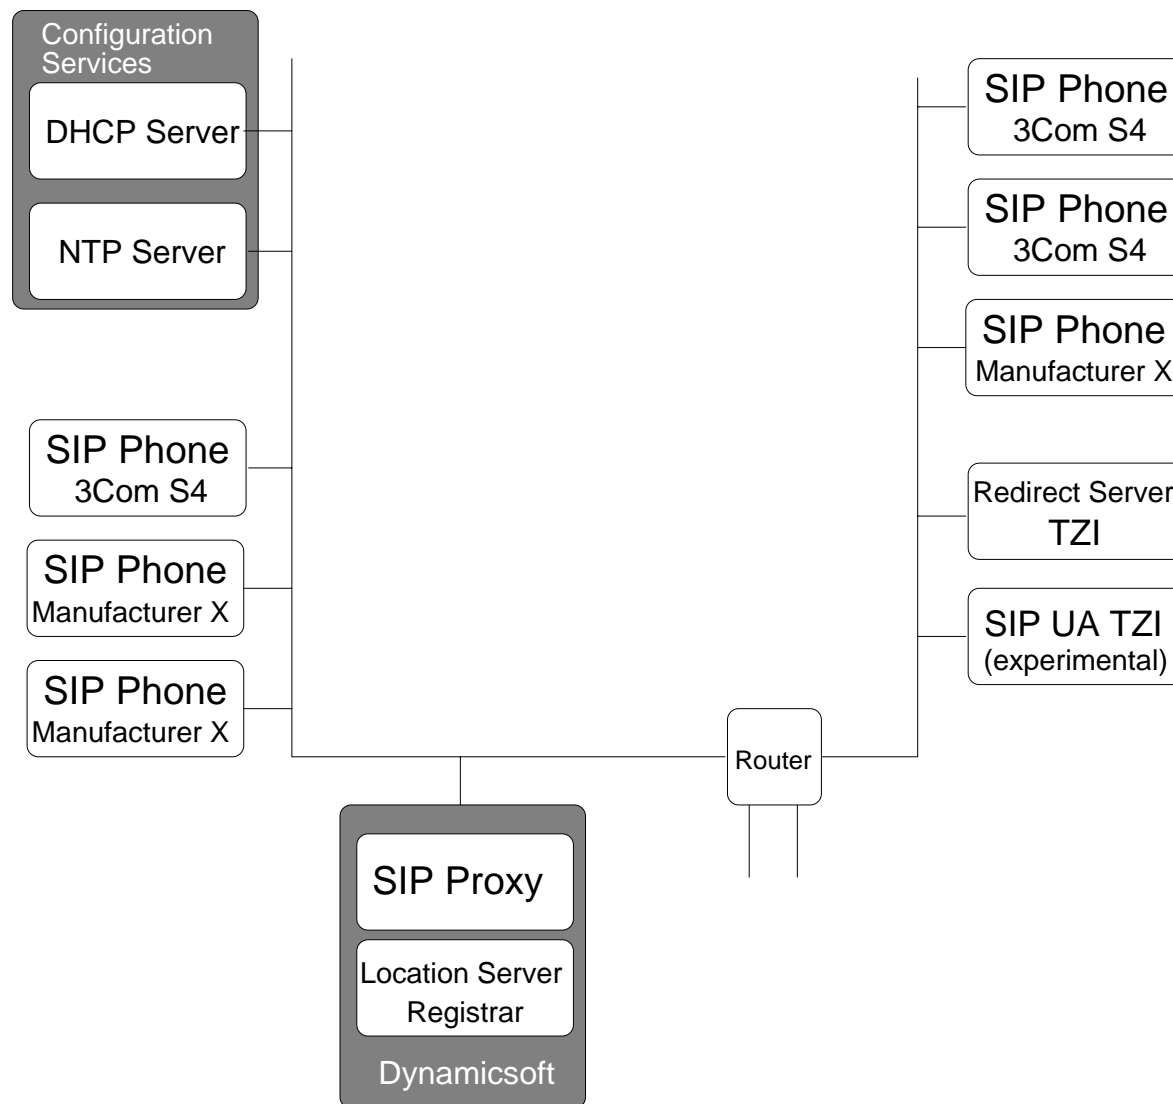 Configuration
Services
DHCP Server
NTP Server
SIP Phone
3Com S4
SIP Phone
Manufacturer X
SIP Phone
Manufacturer X
SIP Phone
3Com S4
SIP Phone
3Com S4
SIP Phone
Manufacturer X
Redirect Server
TZI
SIP UA TZI
(experimental)
Router
SIP Proxy
Location Server
Registrar
Dynamicsoft